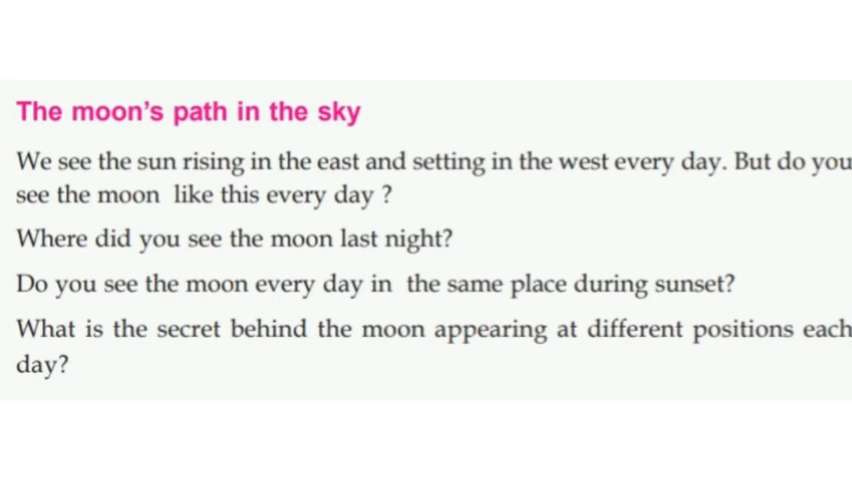 The moon's path in the sky
We see the sun rising in the east and setting in the west every day. But do you
see the moon like this every day ?
Where did you see the moon last night?
Do you see the moon every day in the same place during sunset?
What is the secret behind the moon appearing at different positions each
day?